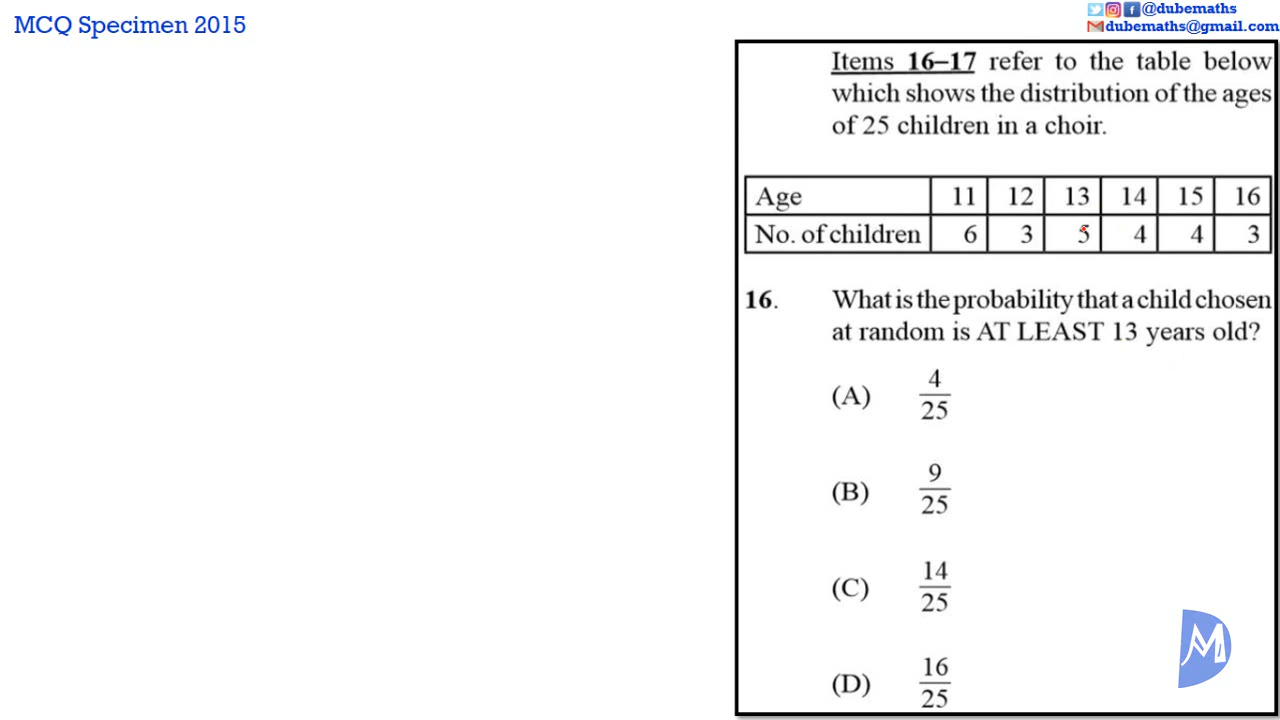 MCQ Specimen 2015
@dubemaths
dubemaths@gmail.com
Items 16–17 refer to the table below
which shows the distribution of the ages
of 25 children in a choir.
Age 11 12 13 14 15 16
No. of children 6 3 5 4 4 3
16. What is the probability that a child chosen
at random is AT LEAST 13 years old?
(A) 4/25
(B) 9/25
(C) 14/25
(D) 16/25
DM